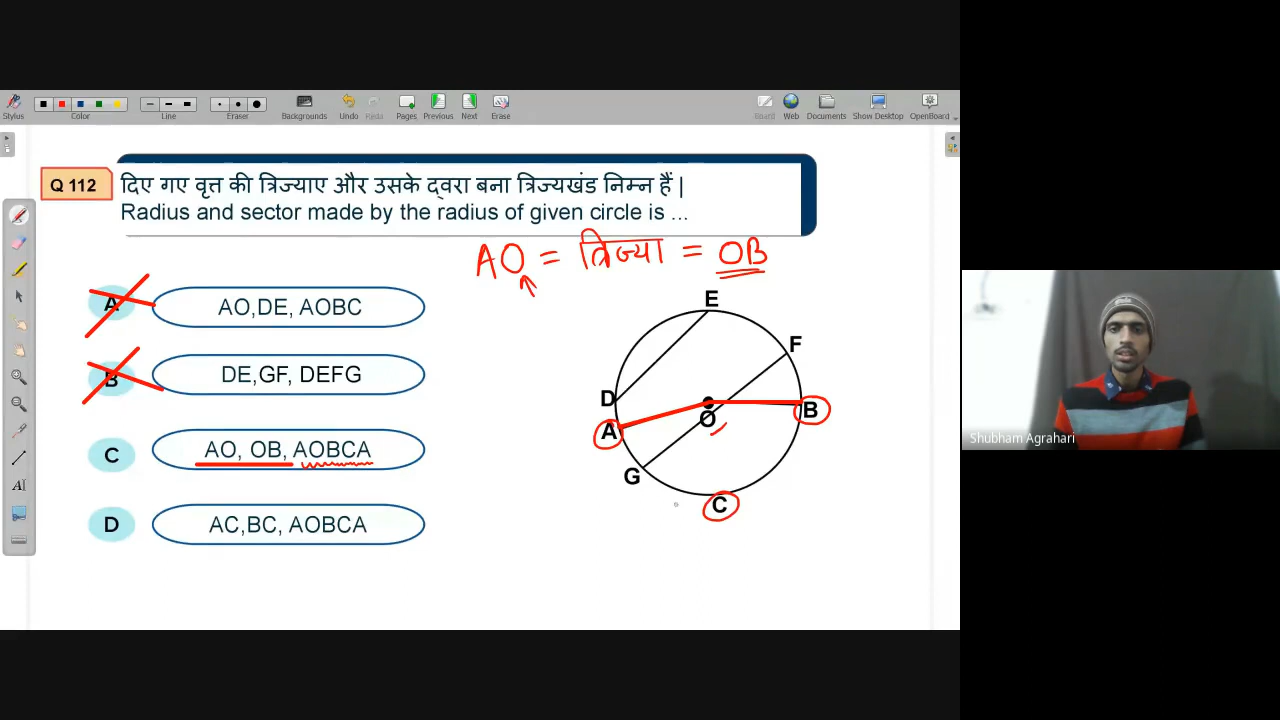 Stylus
Color
Line
Eraser
Backgrounds
Undo
Redo
Pages
Previous
Next
Erase
Board
Web
Documents
Show Desktop
OpenBoard
Q 112
दिए गए वृत्त की त्रिज्याए और उसके द्वारा बना त्रिज्यखंड निम्न हैं |
Radius and sector made by the radius of given circle is ...
AO = त्रिज्या = OB
A AO,DE, AOBC
B DE,GF, DEFG
C AO, OB, AOBCA
D AC,BC, AOBCA
E
F
D
O
B
A
G
C
Shubham Agrahari